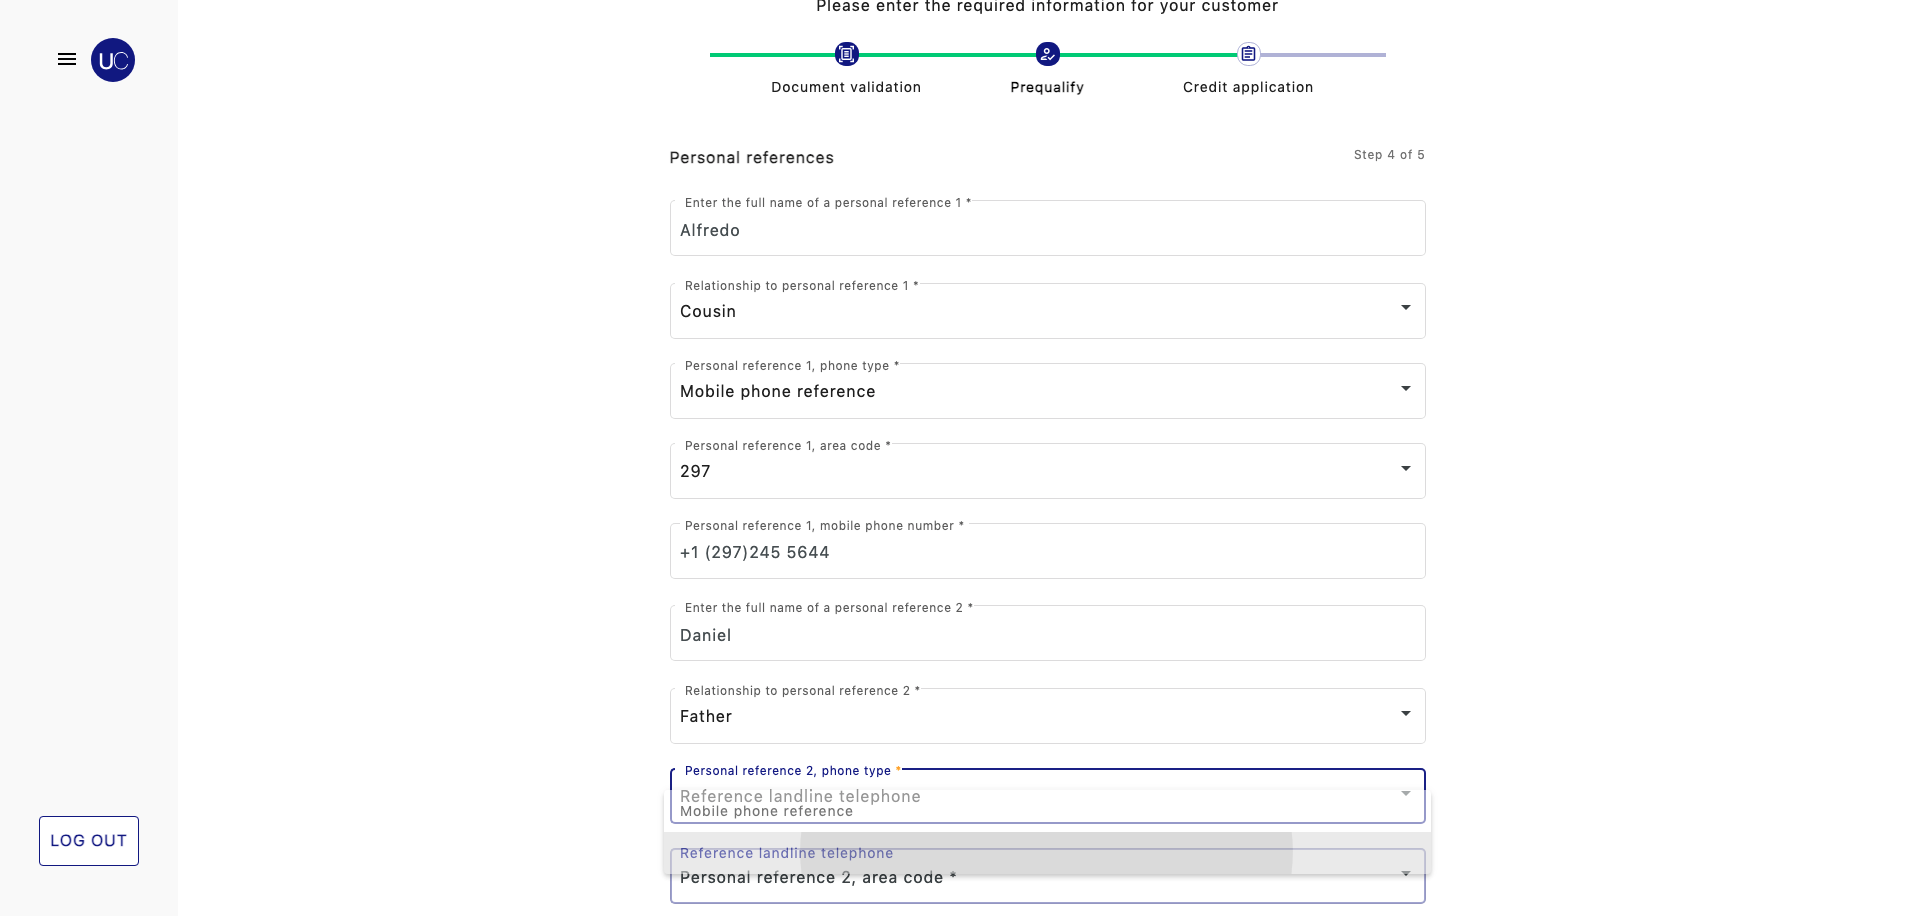 Please enter the required information for your customer
UC
Document validation
Prequalify
Credit application
Personal references
Step 4 of 5
Enter the full name of a personal reference 1 *
Alfredo
Relationship to personal reference 1 *
Cousin
Personal reference 1, phone type *
Mobile phone reference
Personal reference 1, area code *
297
Personal reference 1, mobile phone number *
+1 (297)245 5644
Enter the full name of a personal reference 2 *
Daniel
Relationship to personal reference 2 *
Father
Personal reference 2, phone type *
Reference landline telephone
Mobile phone reference
Reference landline telephone
Personal reference 2, area code *
LOG OUT